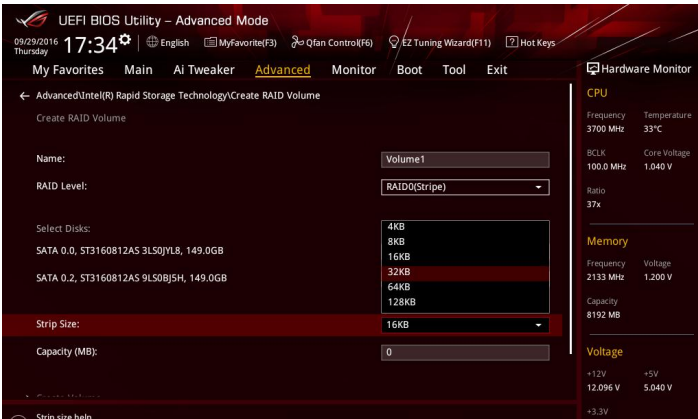 UEFI BIOS Utility – Advanced Mode
09/29/2016 Thursday 17:34 English MyFavorite(F3) Qfan Control(F6) EZ Tuning Wizard(F11) ? Hot Keys
My Favorites Main Ai Tweaker Advanced Monitor Boot Tool Exit
← Advanced\Intel(R) Rapid Storage Technology\Create RAID Volume
Create RAID Volume
Name: Volume1
RAID Level: RAID0(Stripe)
Select Disks:
SATA 0.0, ST3160812AS 3LS0JYL8, 149.0GB
SATA 0.2, ST3160812AS 9LS0BJ5H, 149.0GB
4KB
8KB
16KB
32KB
64KB
128KB
Strip Size: 16KB
Capacity (MB): 0
Create Volume
Strip size help
Hardware Monitor
CPU
Frequency Temperature
3700 MHz 33°C
BCLK Core Voltage
100.0 MHz 1.040 V
Ratio
37x
Memory
Frequency Voltage
2133 MHz 1.200 V
Capacity
8192 MB
Voltage
+12V +5V
12.096 V 5.040 V
+3.3V